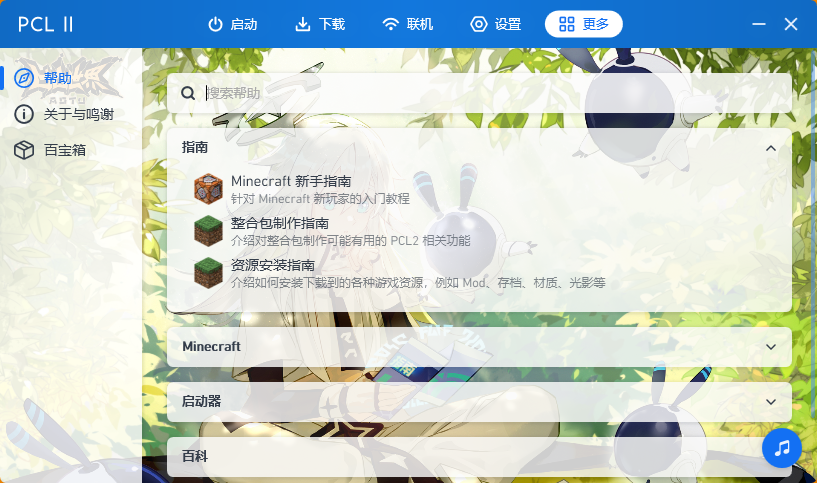 PCL II
启动
下载
联机
设置
更多
帮助
AOTU
关于与鸣谢
百宝箱
搜索帮助
指南
Minecraft 新手指南
针对 Minecraft 新玩家的入门教程
整合包制作指南
介绍对整合包制作可能有用的 PCL2 相关功能
资源安装指南
介绍如何安装下载到的各种游戏资源，例如 Mod、存档、材质、光影等
Minecraft
启动器
百科